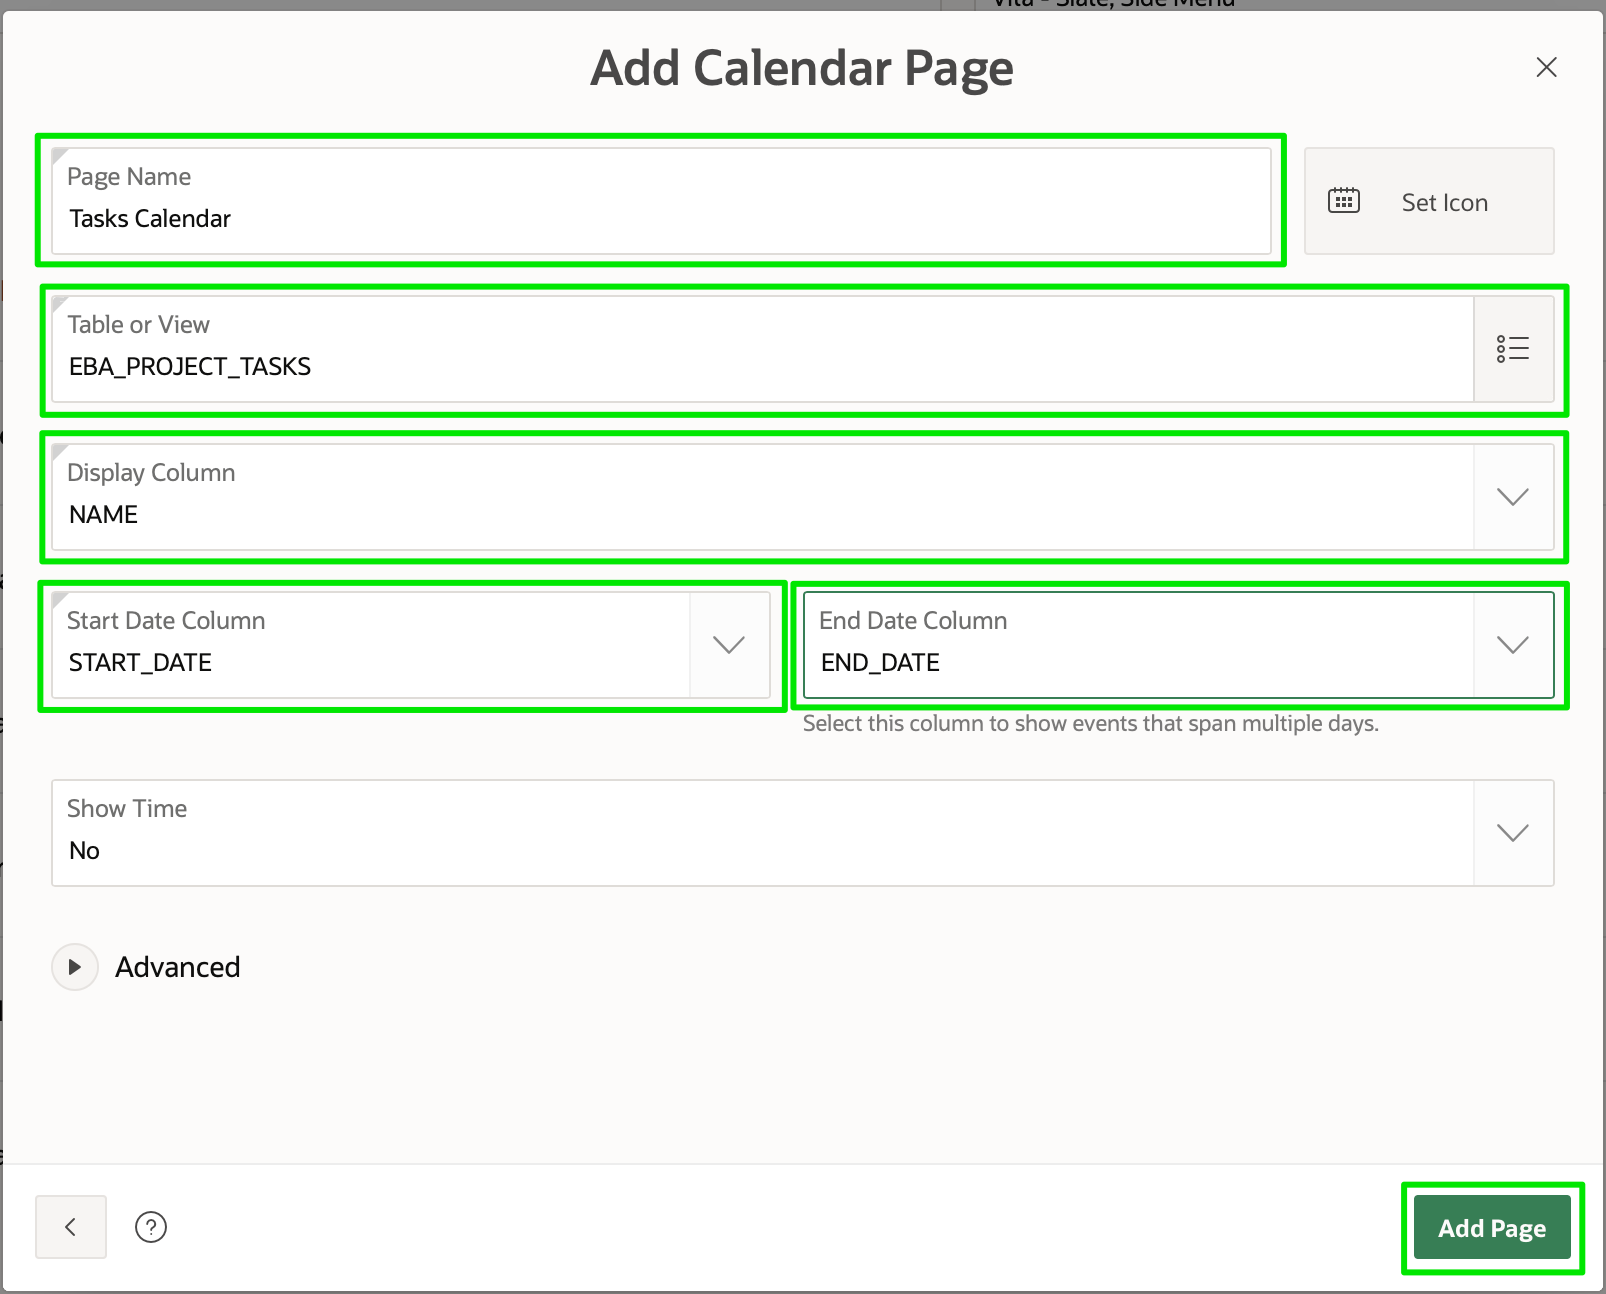 Vita - Slate, Side Menu
Add Calendar Page
Page Name
Tasks Calendar
Set Icon
Table or View
EBA_PROJECT_TASKS
Display Column
NAME
Start Date Column
START_DATE
End Date Column
END_DATE
Select this column to show events that span multiple days.
Show Time
No
Advanced
?
Add Page